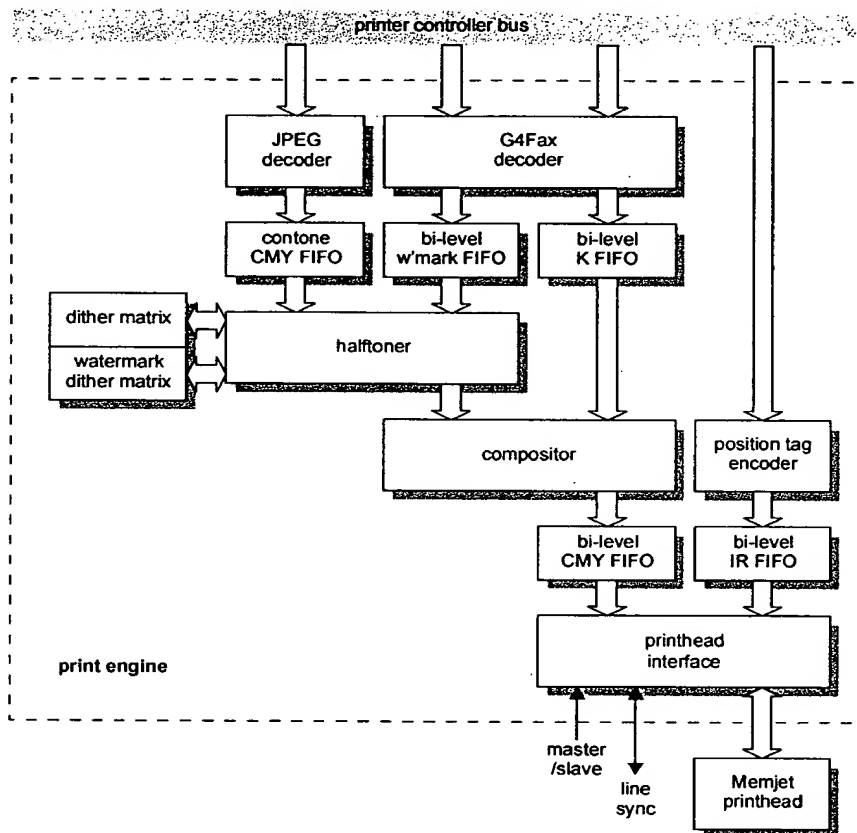 printer controller bus
JPEG
decoder
G4Fax
decoder
contone
CMY FIFO
bi-level
w'mark FIFO
bi-level
K FIFO
dither matrix
watermark
dither matrix
halftoner
compositor
position tag
encoder
bi-level
CMY FIFO
bi-level
IR FIFO
printhead
interface
print engine
master
/slave
line
sync
Memjet
printhead